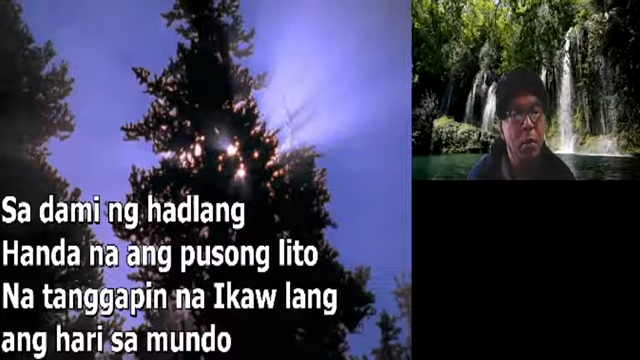 Sa dami ng hadlang
Handa na ang pusong lito
Na tanggapin na Ikaw lang
ang hari sa mundo